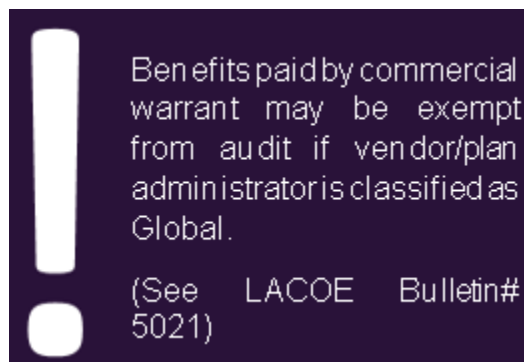 Benefits paid by commercial
warrant may be exempt
from audit if vendor/plan
administrator is classified as
Global.
(See LACOE Bulletin#
5021)